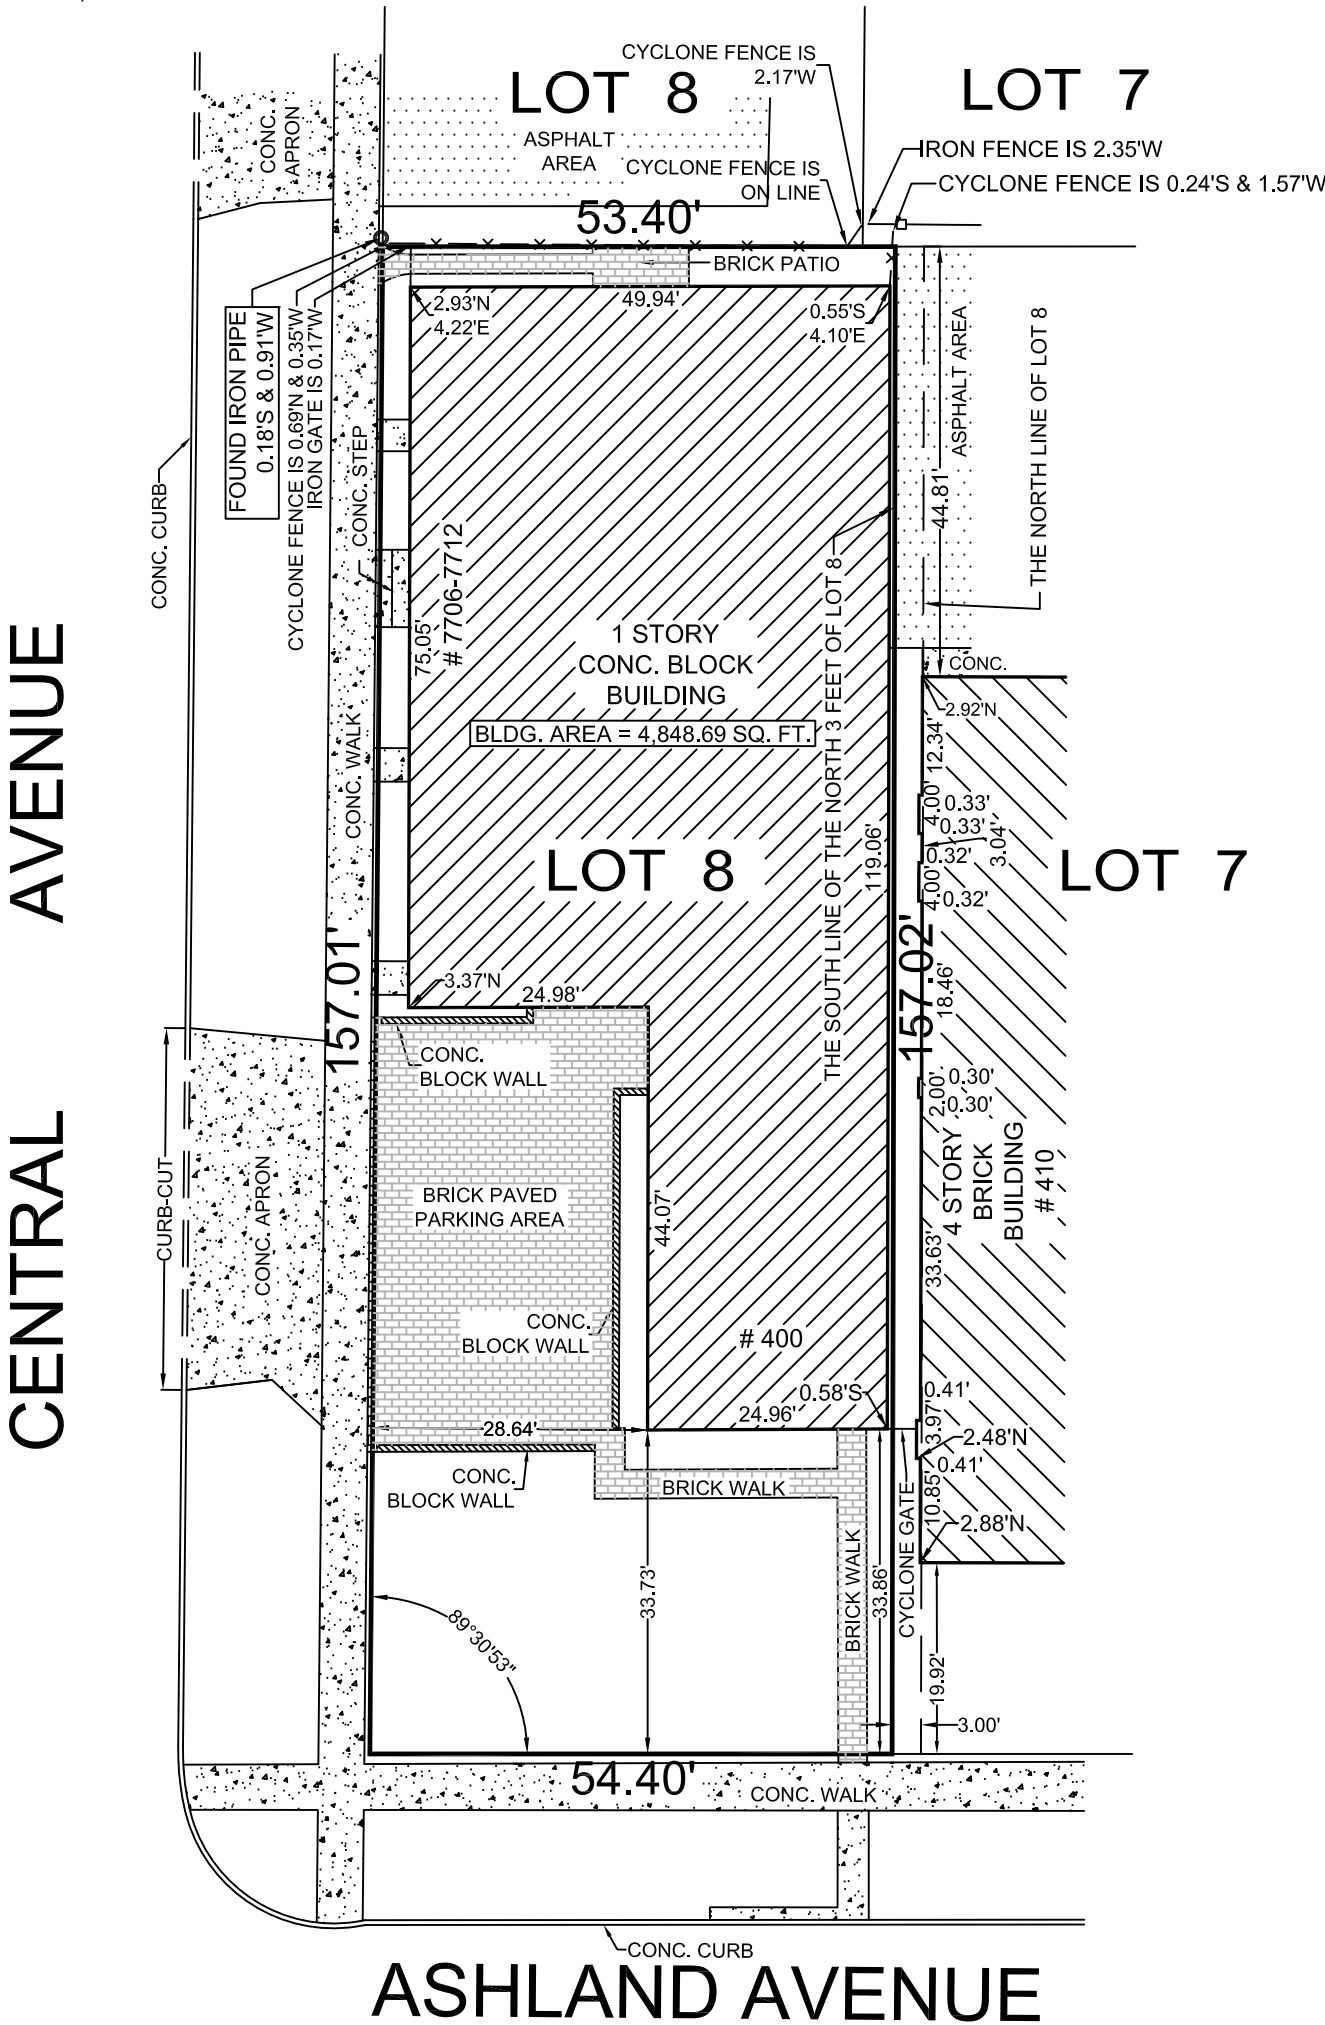 CYCLONE FENCE IS
2.17'W
LOT 8
LOT 7
CONC.
APRON
ASPHALT
AREA
IRON FENCE IS 2.35'W
CYCLONE FENCE IS
ON LINE
CYCLONE FENCE IS 0.24'S & 1.57'W
53.40'
BRICK PATIO
2.93'N
4.22'E
49.94'
0.55'S
4.10'E
FOUND IRON PIPE
0.18'S & 0.91'W
CYCLONE FENCE IS 0.69'N & 0.35'W
IRON GATE IS 0.17'W
CONC. STEP
CONC. CURB
ASPHALT AREA
44.81'
THE NORTH LINE OF LOT 8
75.05'
# 7706-7712
1 STORY
CONC. BLOCK
BUILDING
BLDG. AREA = 4,848.69 SQ. FT.
THE SOUTH LINE OF THE NORTH 3 FEET OF LOT 8
CONC.
2.92'N
12.34'
4.00'
0.33'
0.33'
3.04'
0.32'
4.00'
0.32'
CONC. WALK
LOT 8
119.06'
LOT 7
157.01'
157.02'
18.46'
3.37'N
24.98'
CONC.
BLOCK WALL
2.00'
0.30'
0.30'
4 STORY
BRICK
BUILDING
# 410
CENTRAL AVENUE
CURB-CUT
CONC. APRON
BRICK PAVED
PARKING AREA
44.07'
33.63'
CONC.
BLOCK WALL
# 400
0.58'S
24.96'
28.64'
0.41'
3.97'
2.48'N
0.41'
10.85'
2.88'N
CONC.
BLOCK WALL
BRICK WALK
BRICK WALK
33.86'
CYCLONE GATE
33.73'
89°30'53"
19.92'
3.00'
54.40'
CONC. WALK
CONC. CURB
ASHLAND AVENUE